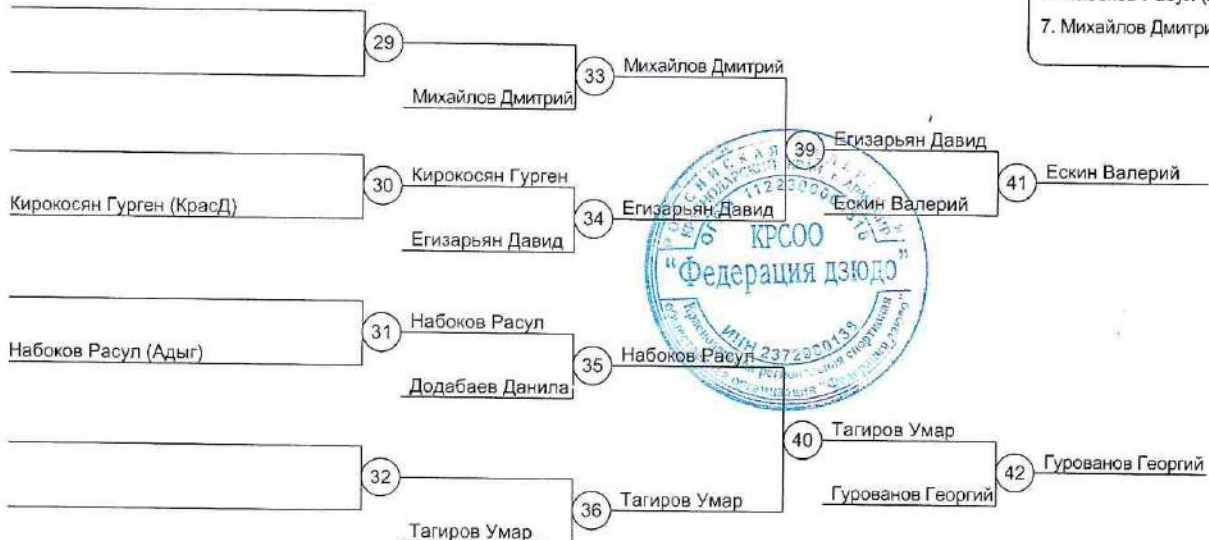 7. Михайлов Дмитри
29
33
Михайлов Дмитрий
Михайлов Дмитрий
39
Егизарьян Давид
41
Ескин Валерий
30
Кирокосян Гурген
Кирокосян Гурген (КрасД)
34
Егизарьян Давид
Ескин Валерий
Егизарьян Давид
КРСОО
"Федерация дзюдо"
ИНН 2372000139
31
Набоков Расул
Набоков Расул (Адыг)
35
Набоков Расул
Додабаев Данила
40
Тагиров Умар
42
Гурованов Георгий
32
Гурованов Георгий
36
Тагиров Умар
Тагиров Умар